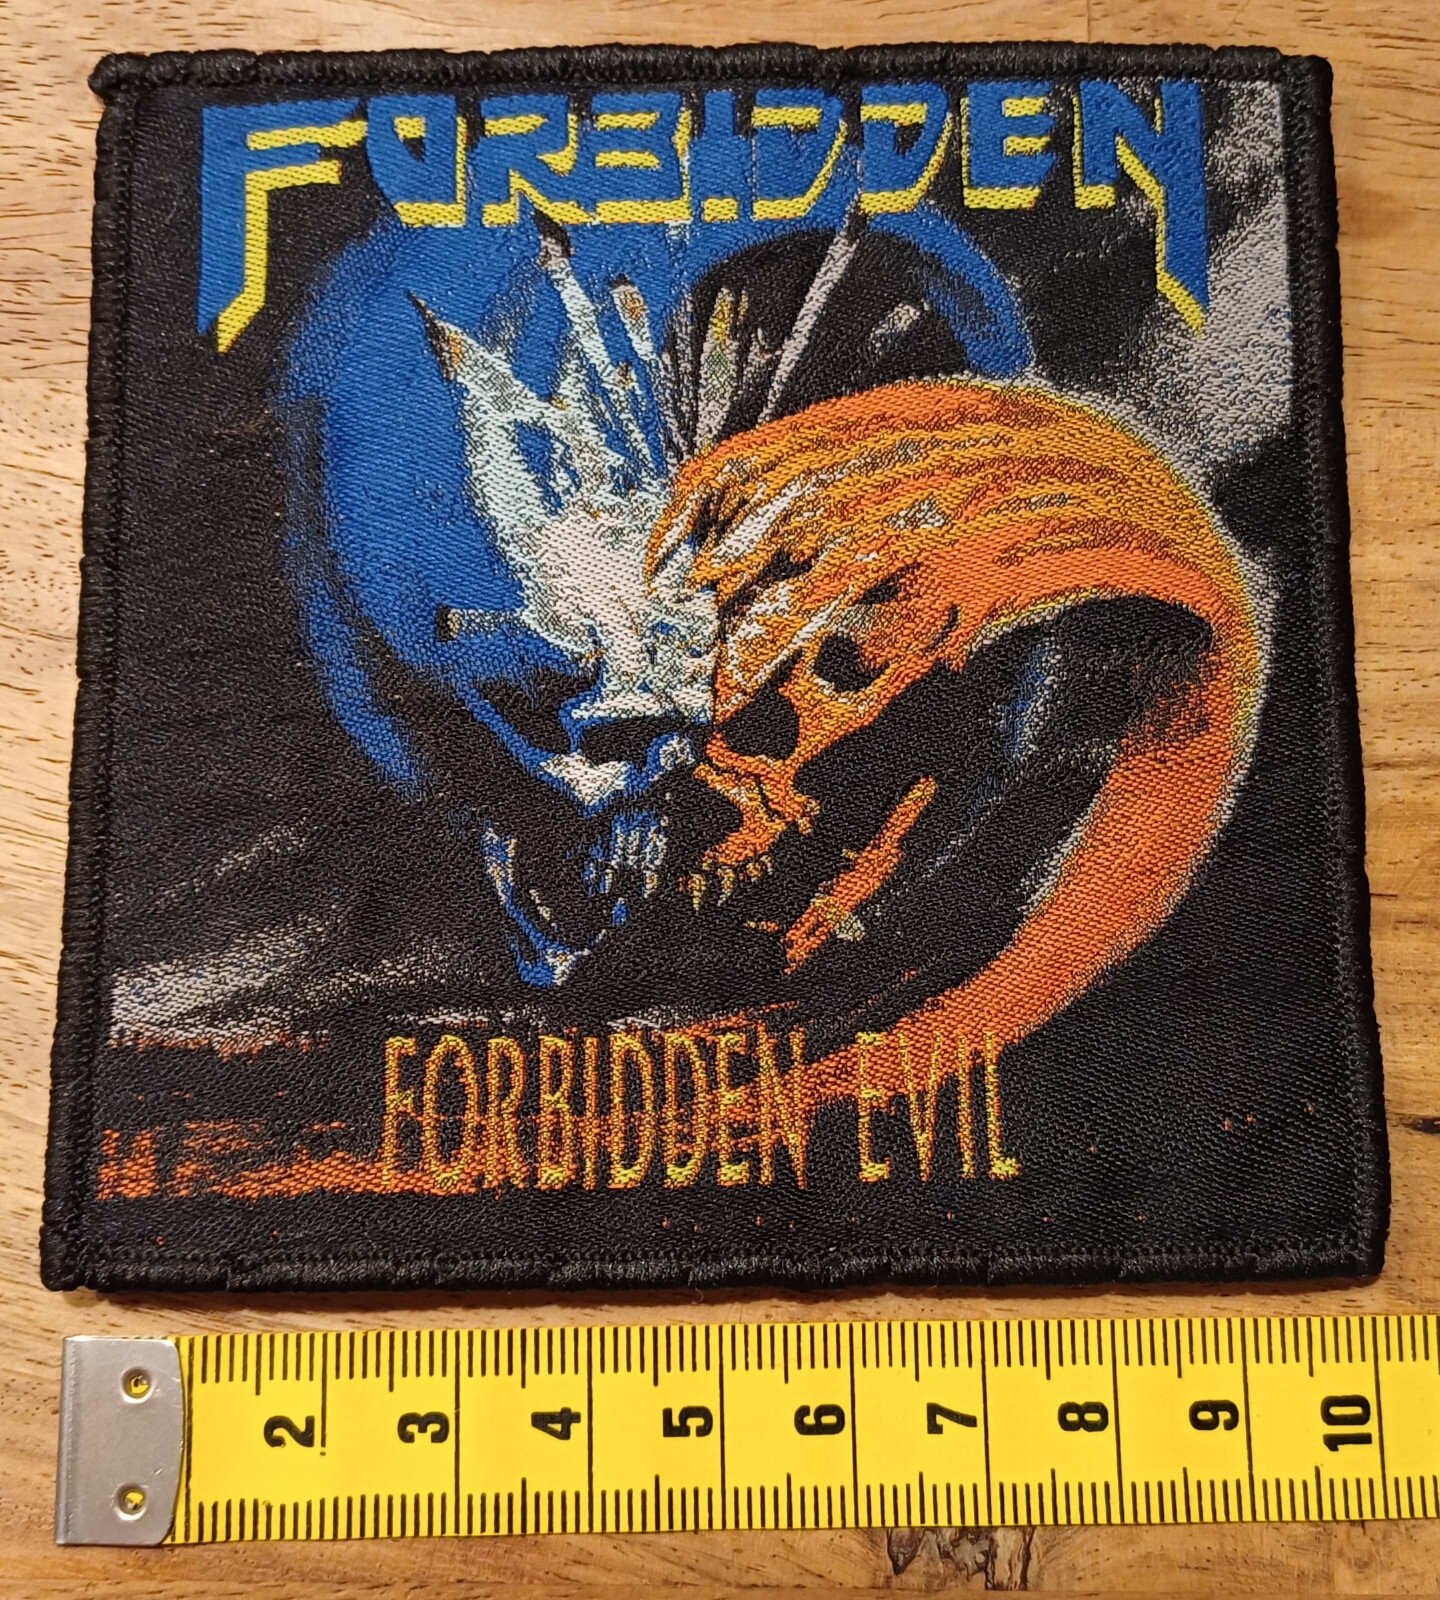 FORBIDDEN
FORBIDDEN EVIL
2 3 4 5 6 7 8 9 10